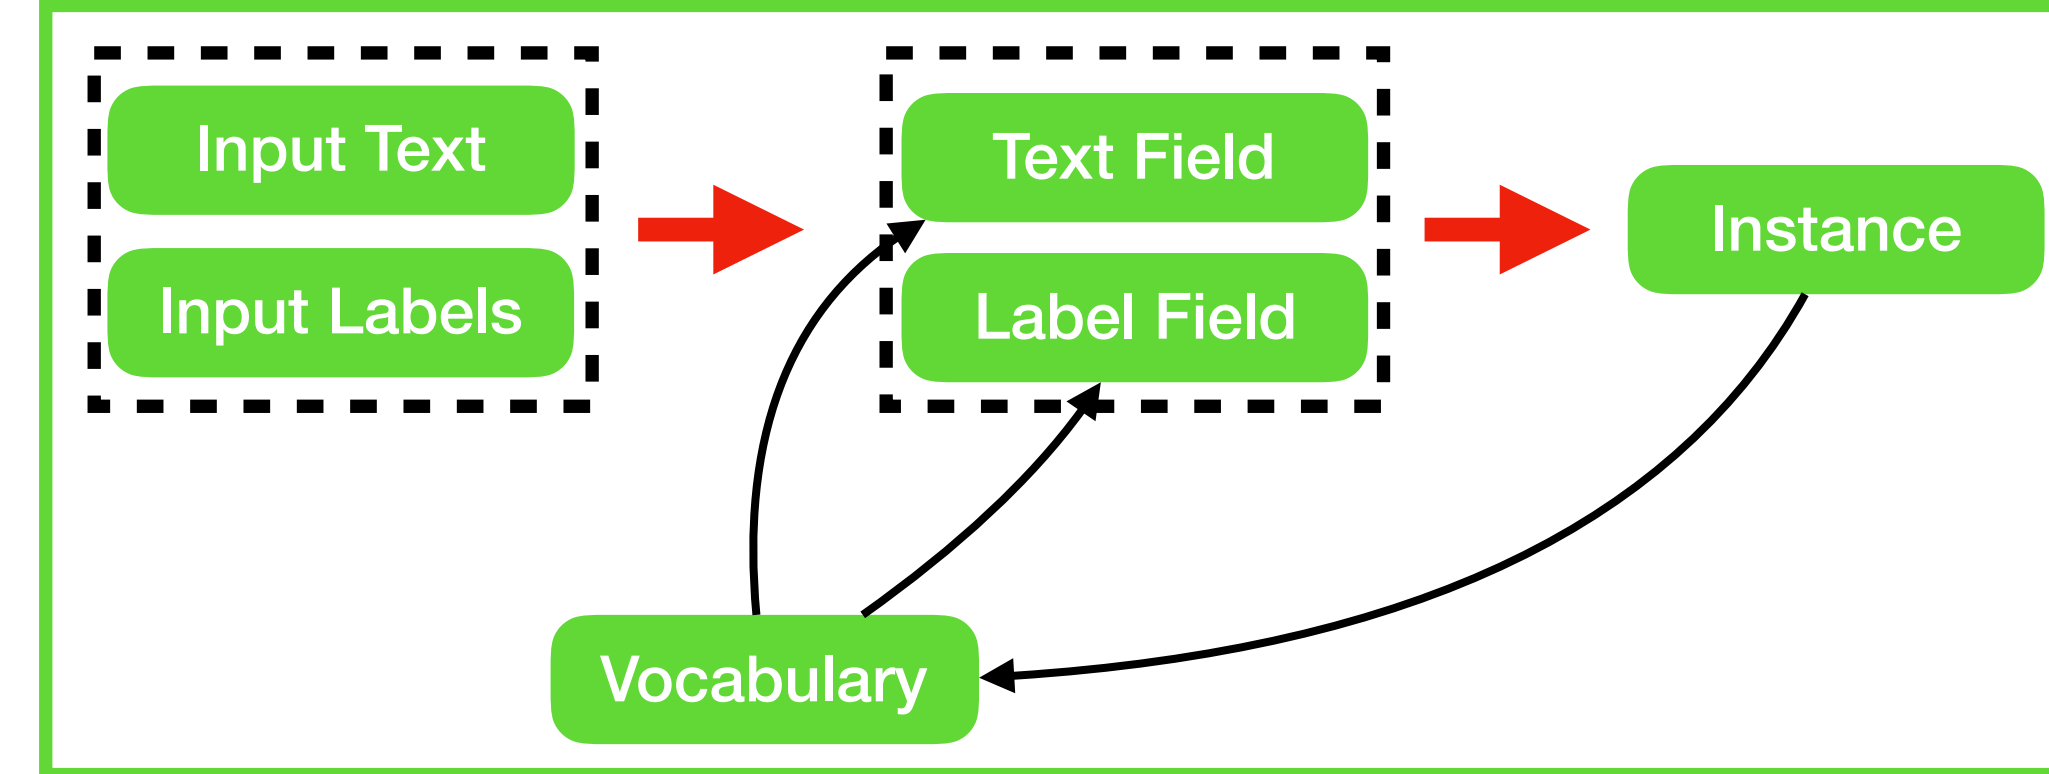 Input Text
Input Labels
Text Field
Label Field
Instance
Vocabulary